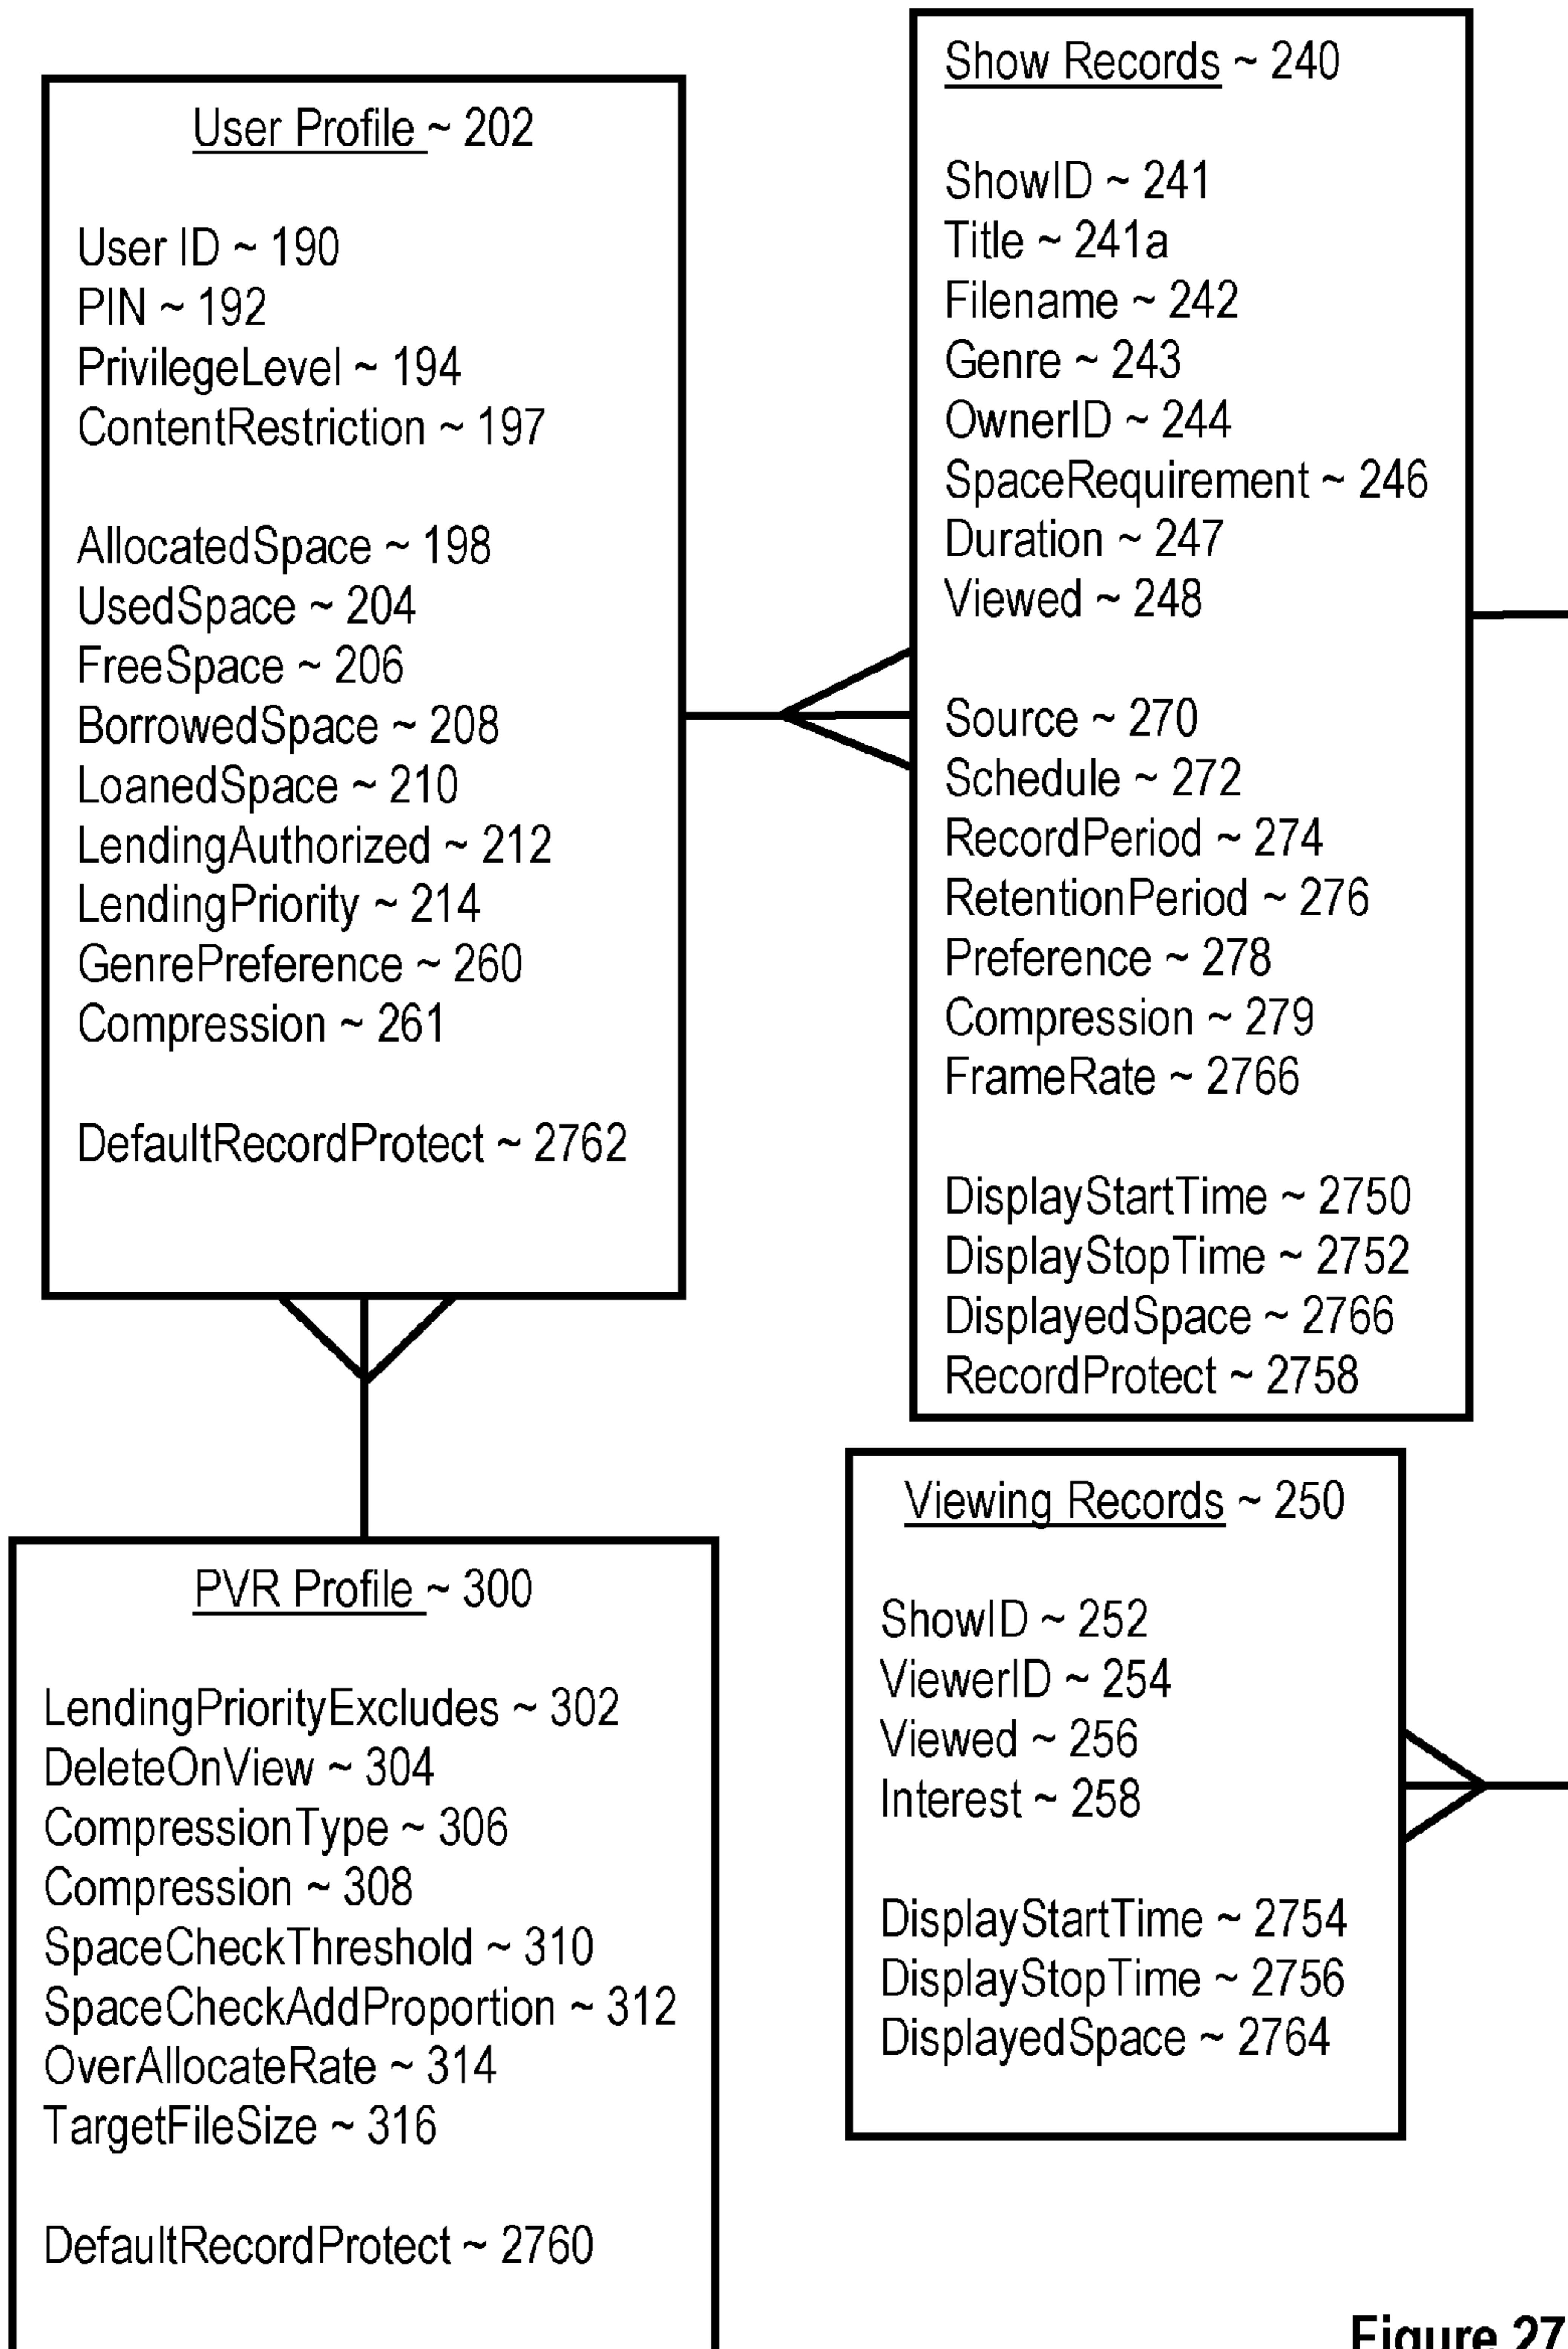 User Profile ~ 202
User ID ~ 190
PIN ~ 192
PrivilegeLevel ~ 194
ContentRestriction ~ 197
AllocatedSpace ~ 198
UsedSpace ~ 204
FreeSpace ~ 206
BorrowedSpace ~ 208
LoanedSpace ~ 210
LendingAuthorized ~ 212
LendingPriority ~ 214
GenrePreference ~ 260
Compression ~ 261
DefaultRecordProtect ~ 2762
Show Records ~ 240
ShowID ~ 241
Title ~ 241a
Filename ~ 242
Genre ~ 243
OwnerID ~ 244
SpaceRequirement ~ 246
Duration ~ 247
Viewed ~ 248
Source ~ 270
Schedule ~ 272
RecordPeriod ~ 274
RetentionPeriod ~ 276
Preference ~ 278
Compression ~ 279
FrameRate ~ 2766
DisplayStartTime ~ 2750
DisplayStopTime ~ 2752
DisplayedSpace ~ 2766
RecordProtect ~ 2758
PVR Profile ~ 300
LendingPriorityExcludes ~ 302
DeleteOnView ~ 304
CompressionType ~ 306
Compression ~ 308
SpaceCheckThreshold ~ 310
SpaceCheckAddProportion ~ 312
OverAllocateRate ~ 314
TargetFileSize ~ 316
DefaultRecordProtect ~ 2760
Viewing Records ~ 250
ShowID ~ 252
ViewerID ~ 254
Viewed ~ 256
Interest ~ 258
DisplayStartTime ~ 2754
DisplayStopTime ~ 2756
DisplayedSpace ~ 2764
Figure 27